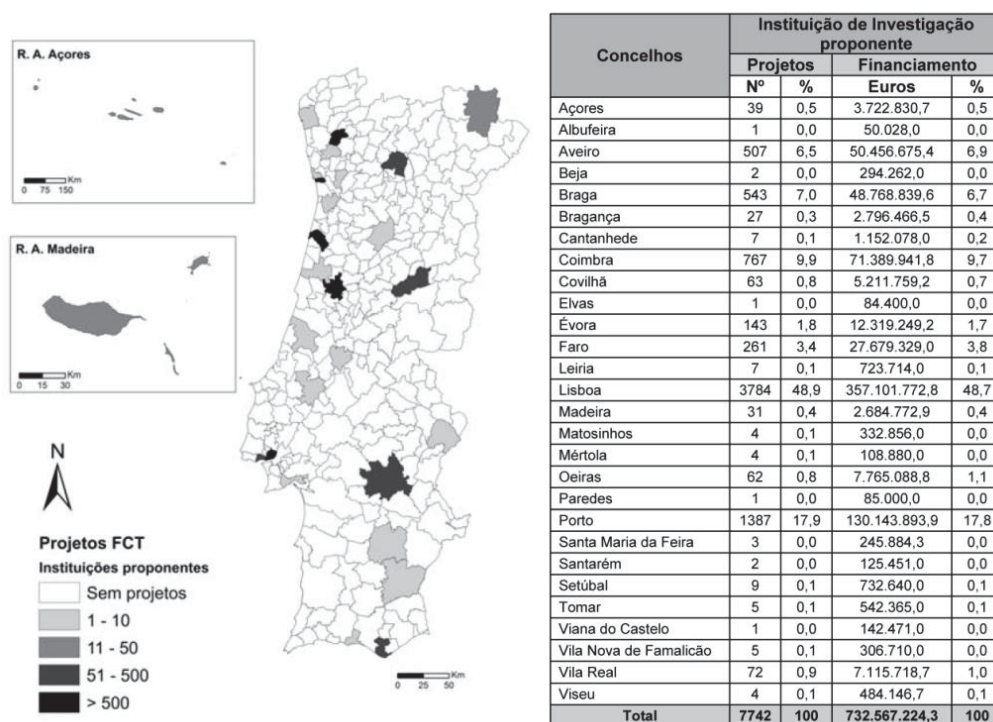 R. A. Açores
Km
0 75 150
R. A. Madeira
Km
0 15 30
N
Projetos FCT
Instituições proponentes
Sem projetos
1 - 10
11 - 50
51 - 500
> 500
Km
0 25 50
Concelhos
Instituição de Investigação
proponente
Projetos Financiamento
Nº % Euros %
Açores 39 0,5 3.722.830,7 0,5
Albufeira 1 0,0 50.028,0 0,0
Aveiro 507 6,5 50.456.675,4 6,9
Beja 2 0,0 294.262,0 0,0
Braga 543 7,0 48.768.839,6 6,7
Bragança 27 0,3 2.796.466,5 0,4
Cantanhede 7 0,1 1.152.078,0 0,2
Coimbra 767 9,9 71.389.941,8 9,7
Covilhã 63 0,8 5.211.759,2 0,7
Elvas 1 0,0 84.400,0 0,0
Évora 143 1,8 12.319.249,2 1,7
Faro 261 3,4 27.679.329,0 3,8
Leiria 7 0,1 723.714,0 0,1
Lisboa 3784 48,9 357.101.772,8 48,7
Madeira 31 0,4 2.684.772,9 0,4
Matosinhos 4 0,1 332.856,0 0,0
Mértola 4 0,1 108.880,0 0,0
Oeiras 62 0,8 7.765.088,8 1,1
Paredes 1 0,0 85.000,0 0,0
Porto 1387 17,9 130.143.893,9 17,8
Santa Maria da Feira 3 0,0 245.884,3 0,0
Santarém 2 0,0 125.451,0 0,0
Setúbal 9 0,1 732.640,0 0,1
Tomar 5 0,1 542.365,0 0,1
Viana do Castelo 1 0,0 142.471,0 0,0
Vila Nova de Famalicão 5 0,1 306.710,0 0,0
Vila Real 72 0,9 7.115.718,7 1,0
Viseu 4 0,1 484.146,7 0,1
Total 7742 100 732.567.224,3 100